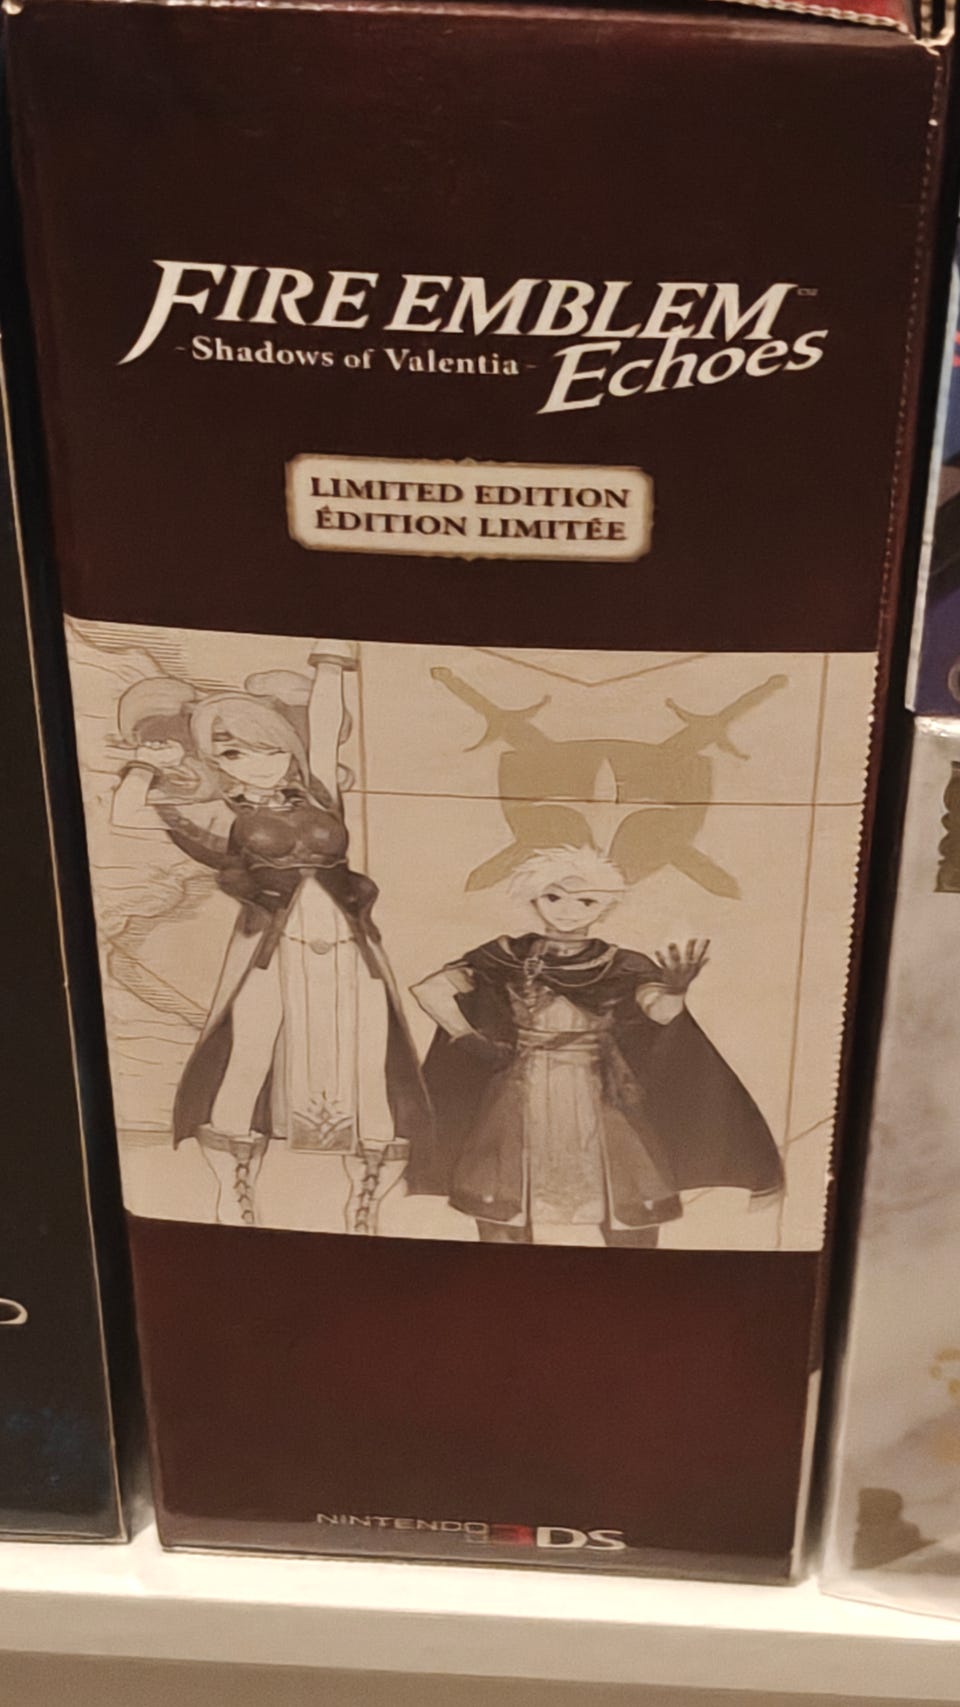 FIRE EMBLEM™
-Shadows of Valentia-
Echoes
LIMITED EDITION
ÉDITION LIMITÉE
NINTENDO 3DS